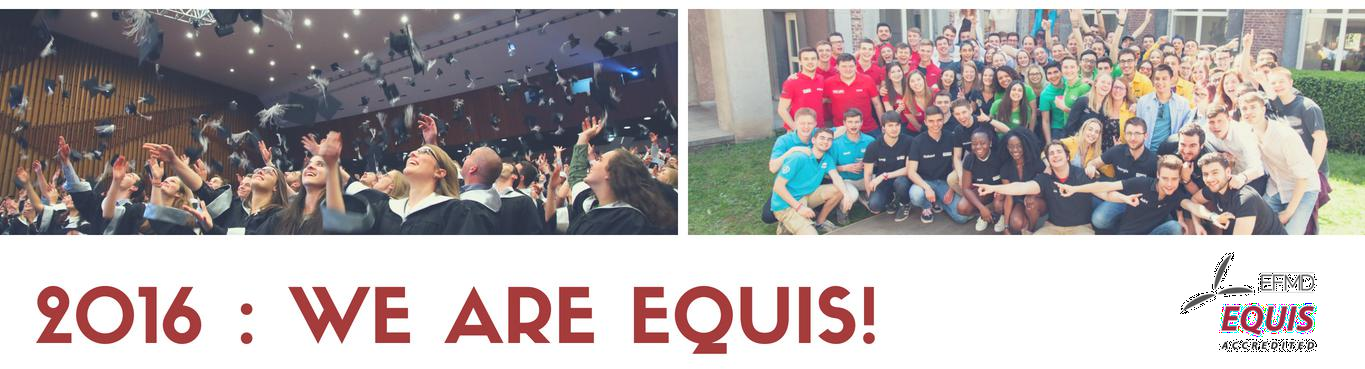 2016 : WE ARE EQUIS!
EFMD
EQUIS
ACCREDITED